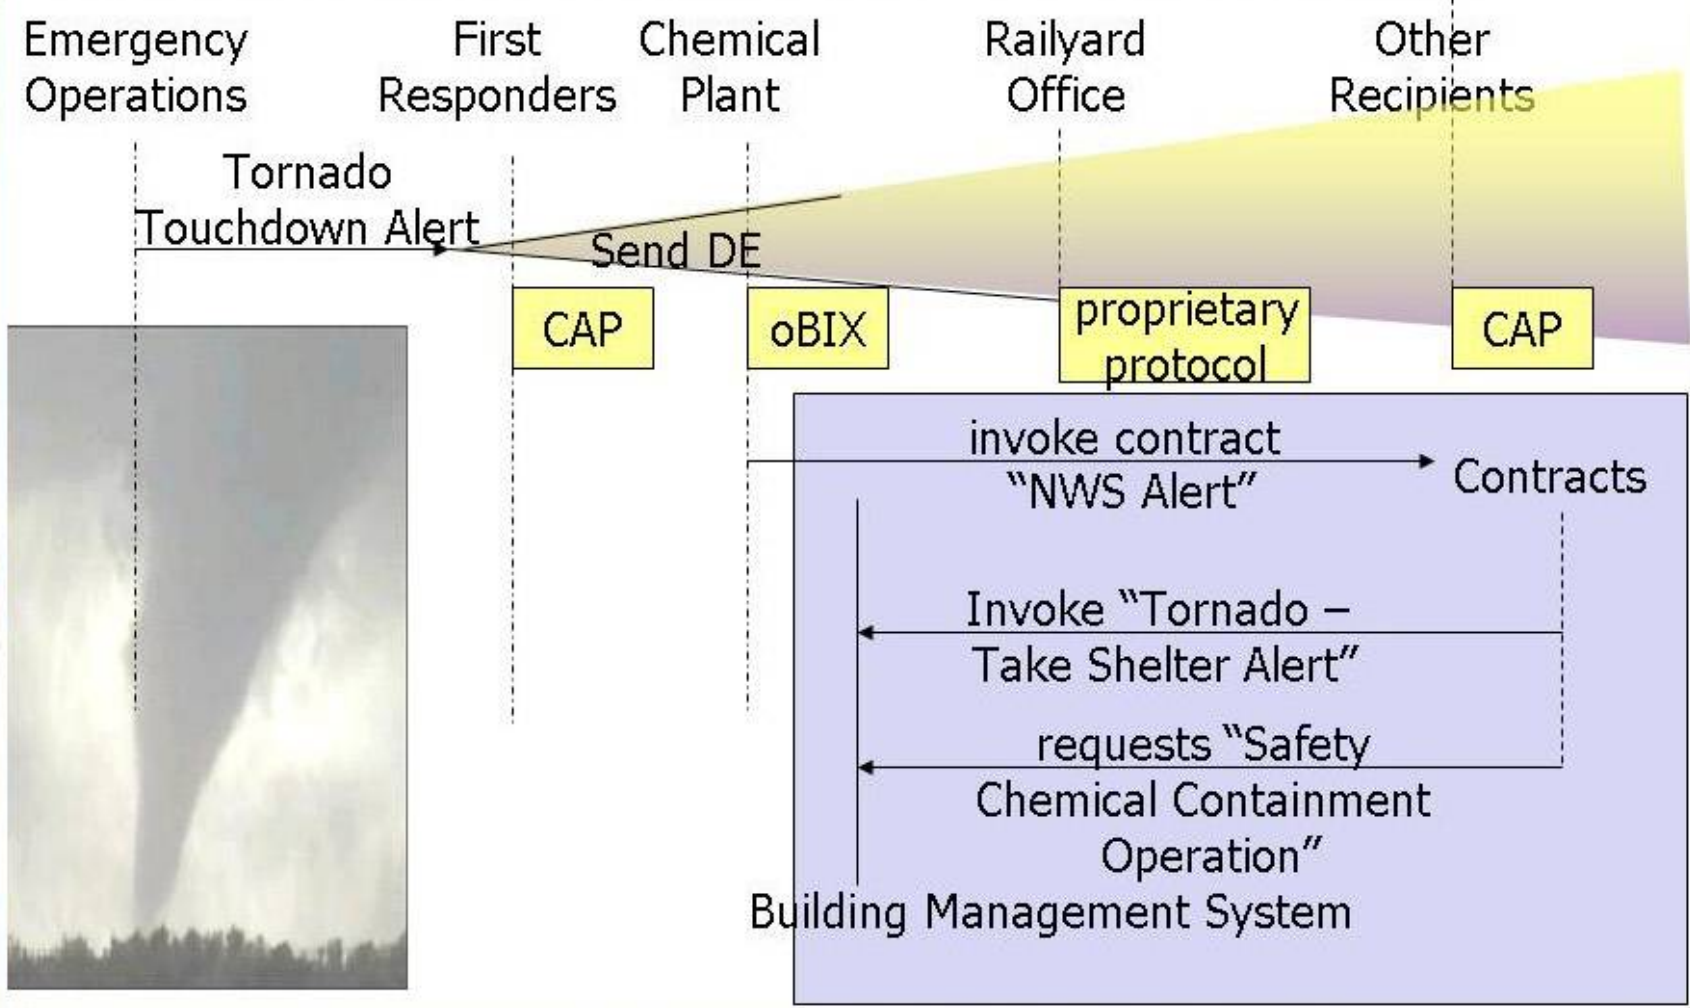 Emergency
Operations
First
Responders
Chemical
Plant
Railyard
Office
Other
Recipients
Tornado
Touchdown Alert
Send DE
CAP
oBIX
proprietary
protocol
CAP
invoke contract
“NWS Alert”
Contracts
Invoke “Tornado –
Take Shelter Alert”
requests “Safety
Chemical Containment
Operation”
Building Management System